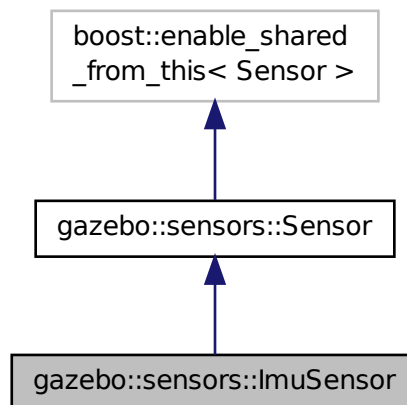 boost::enable_shared
_from_this< Sensor >
gazebo::sensors::Sensor
gazebo::sensors::ImuSensor